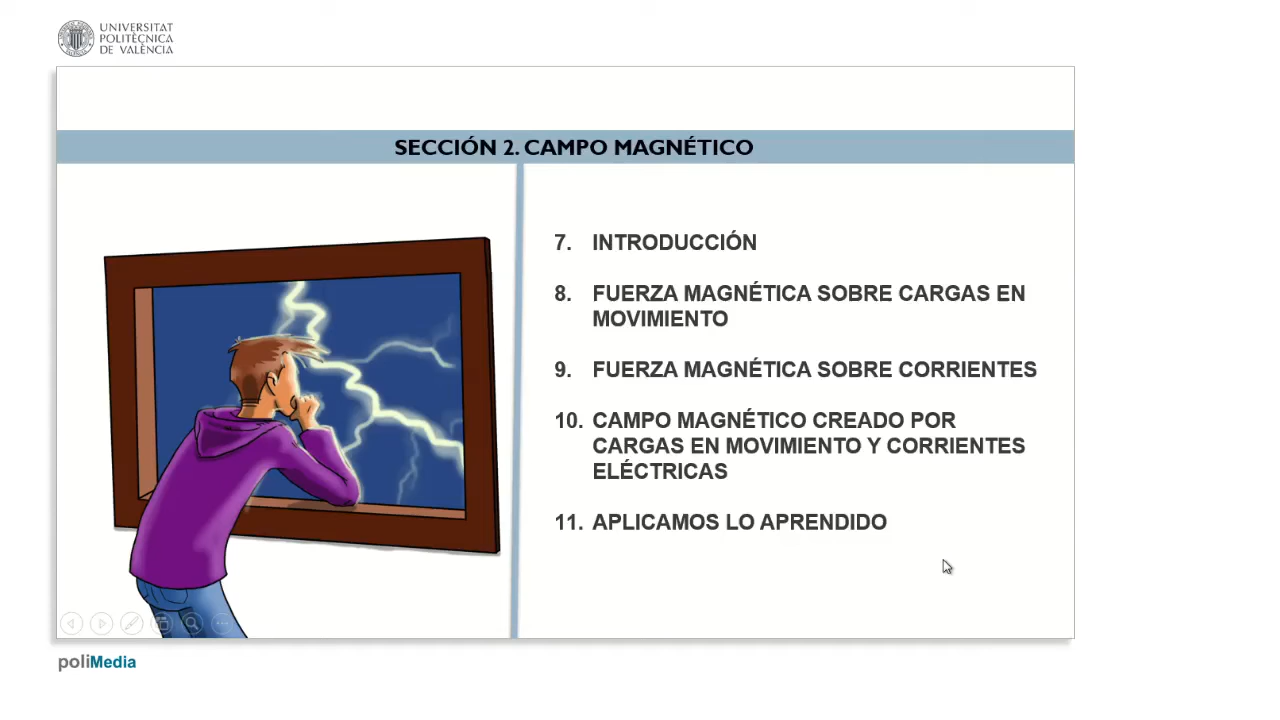 UNIVERSITAT
POLITÈCNICA
DE VALÈNCIA
SECCIÓN 2. CAMPO MAGNÉTICO
7. INTRODUCCIÓN
8. FUERZA MAGNÉTICA SOBRE CARGAS EN
MOVIMIENTO
9. FUERZA MAGNÉTICA SOBRE CORRIENTES
10. CAMPO MAGNÉTICO CREADO POR
CARGAS EN MOVIMIENTO Y CORRIENTES
ELÉCTRICAS
11. APLICAMOS LO APRENDIDO
poliMedia